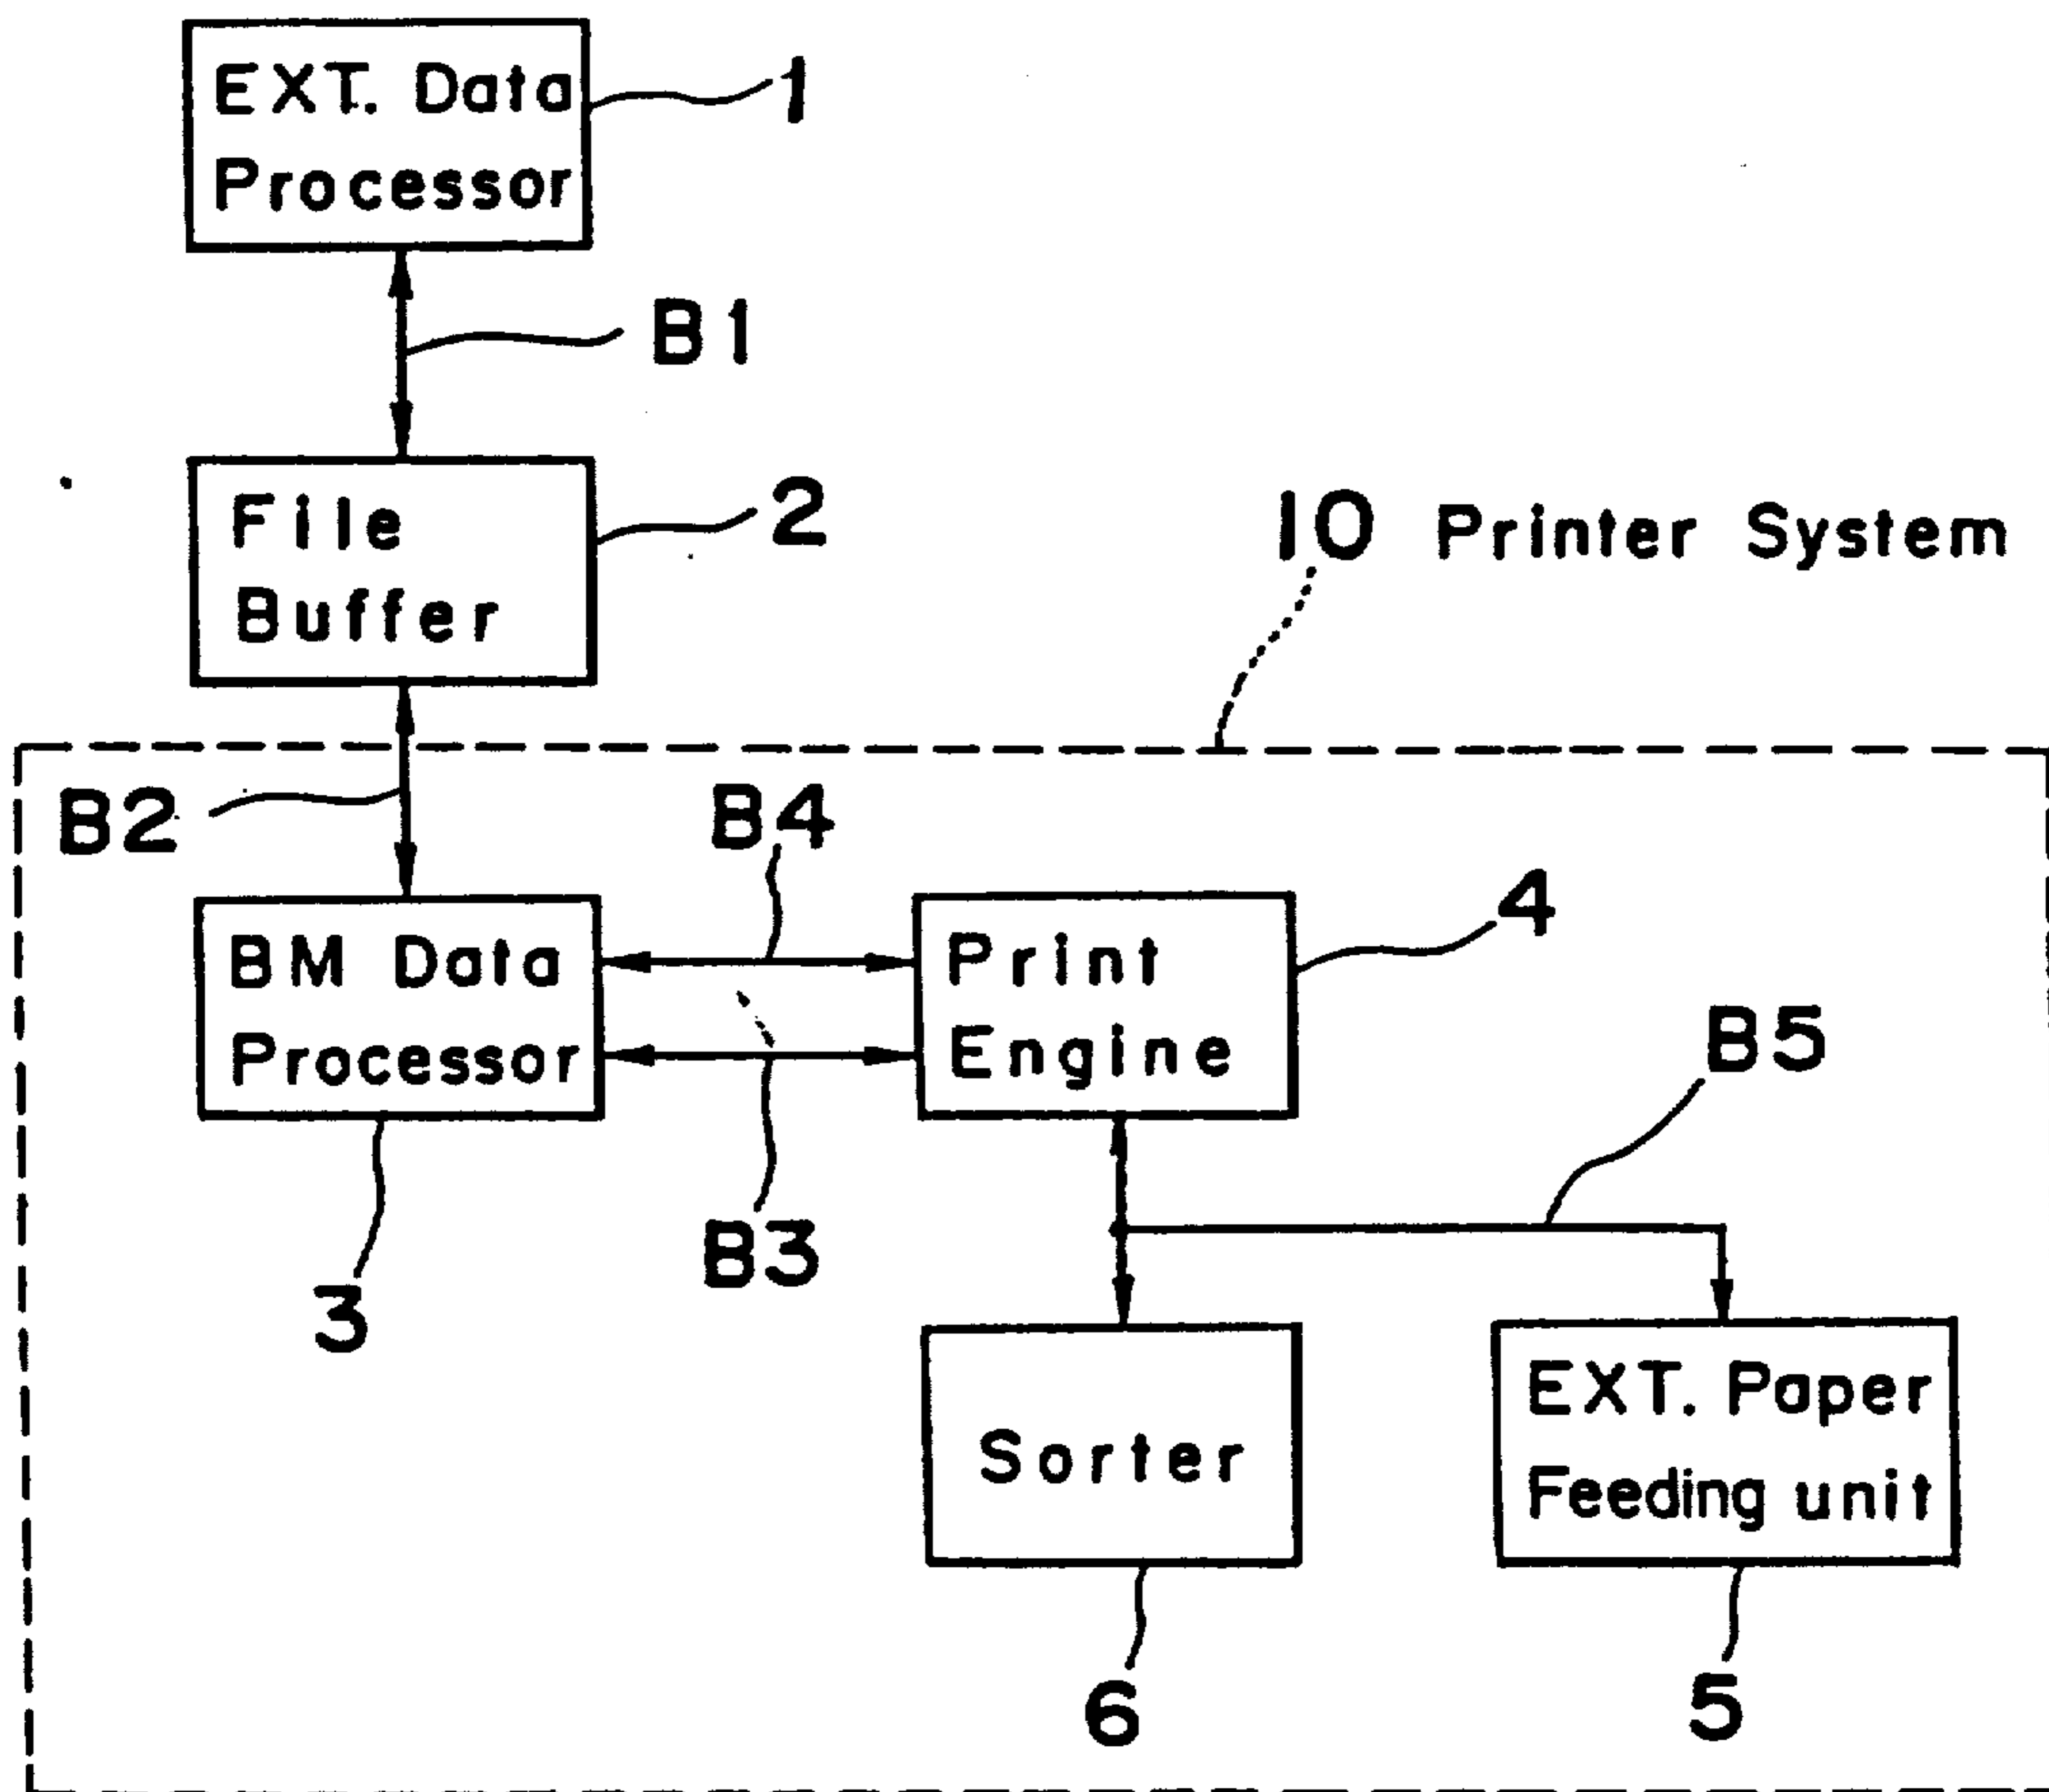 EXT. Data
Processor
1
B1
File
Buffer
2
10 Printer System
B2
B4
BM Data
Processor
Print
Engine
4
B5
3
B3
Sorter
EXT. Paper
Feeding unit
6
5